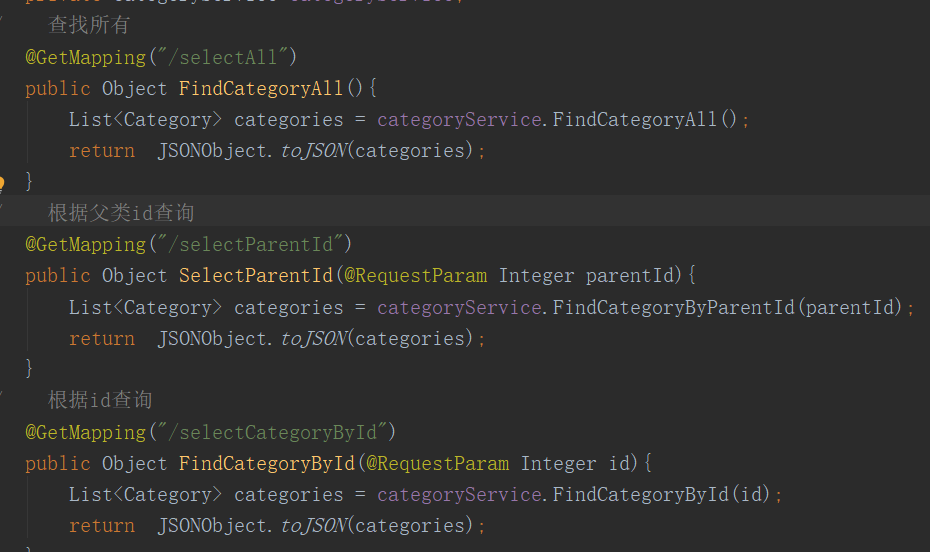 private CategoryService categoryService;
查找所有
@GetMapping("/selectAll")
public Object FindCategoryAll(){
List<Category> categories = categoryService.FindCategoryAll();
return JSONObject.toJSON(categories);
}
根据父类id查询
@GetMapping("/selectParentId")
public Object SelectParentId(@RequestParam Integer parentId){
List<Category> categories = categoryService.FindCategoryByParentId(parentId);
return JSONObject.toJSON(categories);
}
根据id查询
@GetMapping("/selectCategoryById")
public Object FindCategoryById(@RequestParam Integer id){
List<Category> categories = categoryService.FindCategoryById(id);
return JSONObject.toJSON(categories);
}